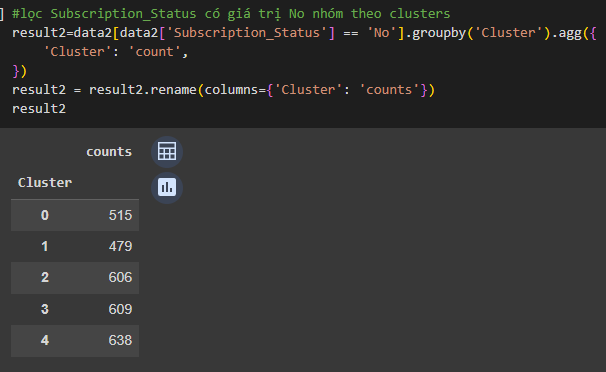 ] #lọc Subscription_Status có giá trị No nhóm theo clusters
result2=data2[data2['Subscription_Status'] == 'No'].groupby('Cluster').agg({
    'Cluster': 'count',
})
result2 = result2.rename(columns={'Cluster': 'counts'})
result2
counts
Cluster
0 515
1 479
2 606
3 609
4 638